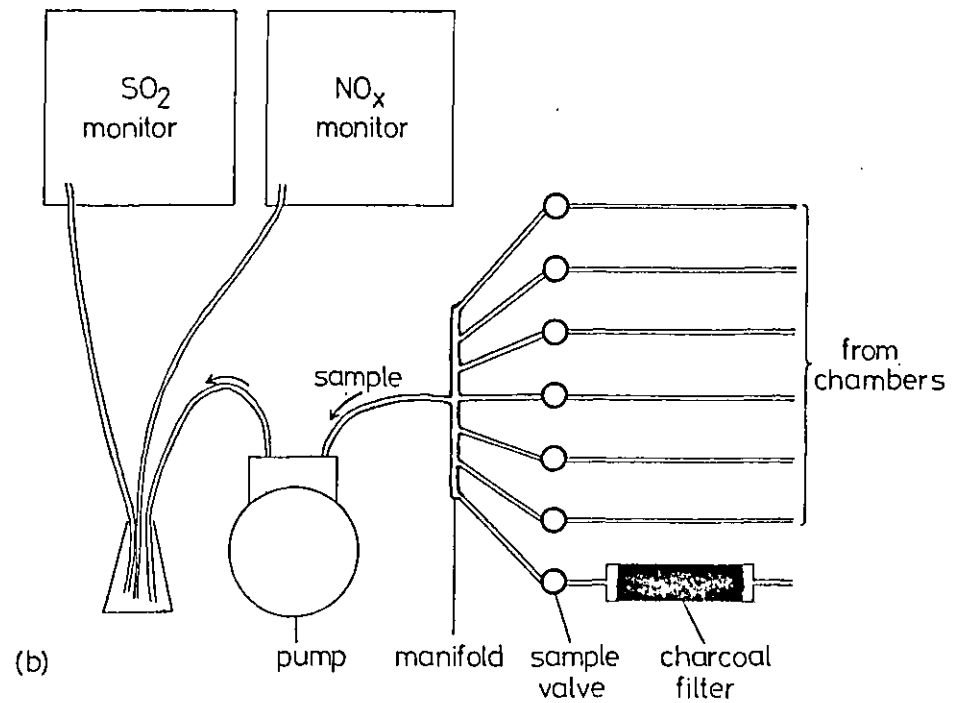 SO2
monitor
NOx
monitor
sample
from
chambers
pump
manifold
sample
valve
charcoal
filter
(b)